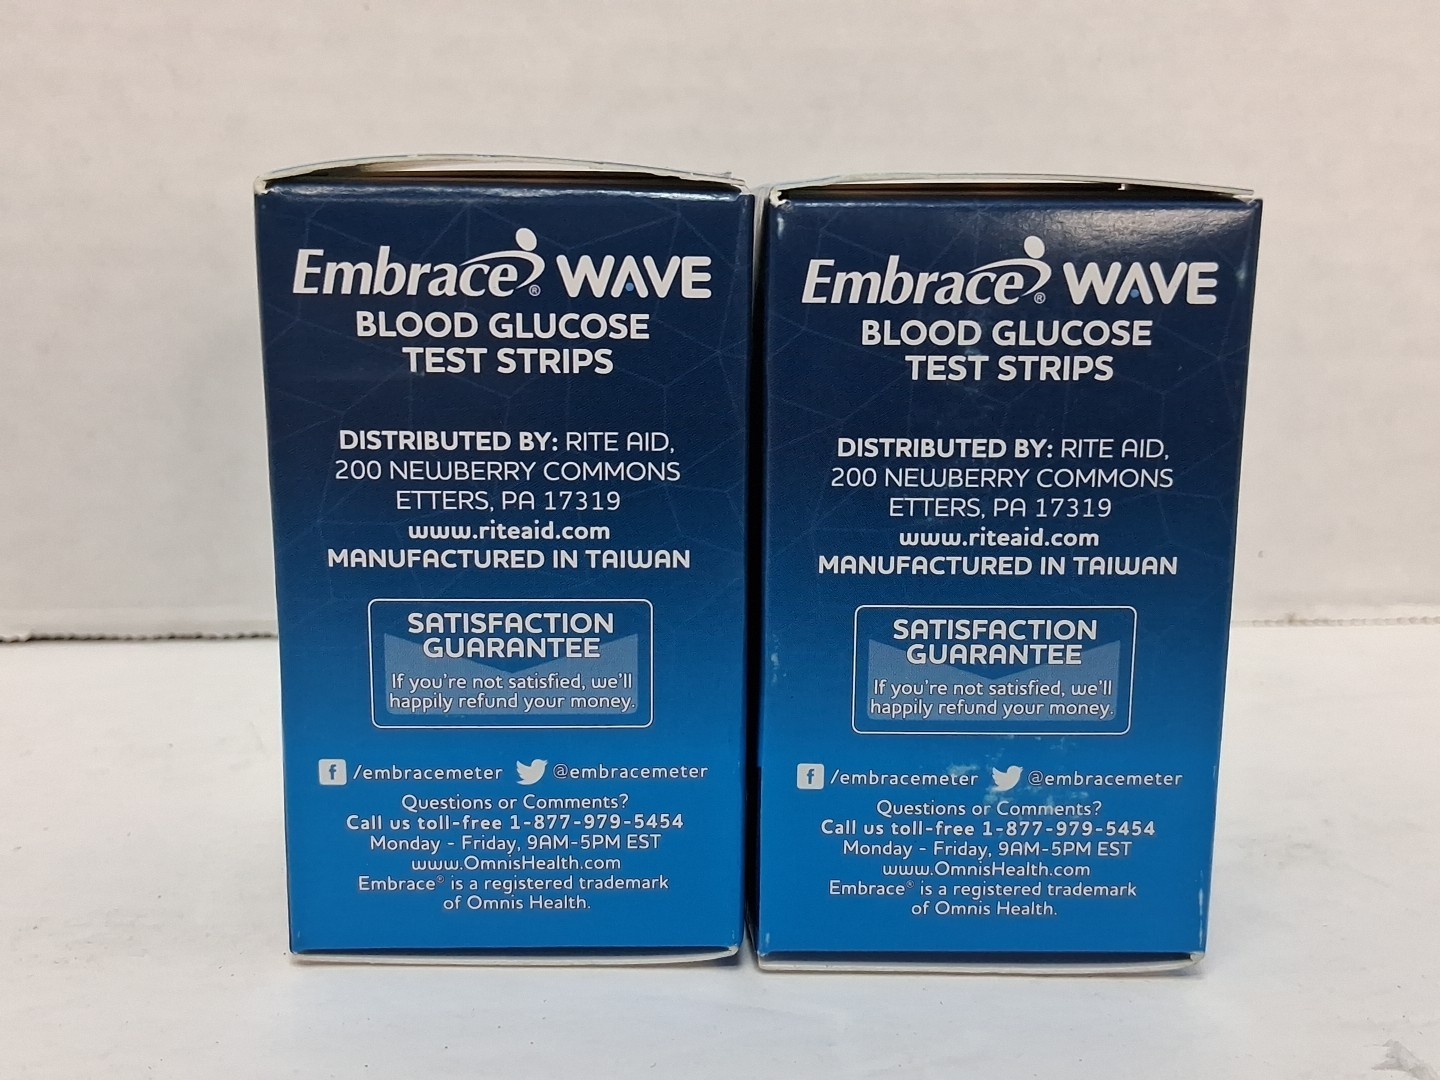 Embrace® WAVE
BLOOD GLUCOSE
TEST STRIPS
DISTRIBUTED BY: RITE AID,
200 NEWBERRY COMMONS
ETTERS, PA 17319
www.riteaid.com
MANUFACTURED IN TAIWAN
SATISFACTION
GUARANTEE
If you're not satisfied, we'll
happily refund your money.
f /embracemeter @embracemeter
Questions or Comments?
Call us toll-free 1-877-979-5454
Monday - Friday, 9AM-5PM EST
www.OmnisHealth.com
Embrace® is a registered trademark
of Omnis Health.
Embrace® WAVE
BLOOD GLUCOSE
TEST STRIPS
DISTRIBUTED BY: RITE AID,
200 NEWBERRY COMMONS
ETTERS, PA 17319
www.riteaid.com
MANUFACTURED IN TAIWAN
SATISFACTION
GUARANTEE
If you're not satisfied, we'll
happily refund your money.
f /embracemeter @embracemeter
Questions or Comments?
Call us toll-free 1-877-979-5454
Monday - Friday, 9AM-5PM EST
www.OmnisHealth.com
Embrace® is a registered trademark
of Omnis Health.